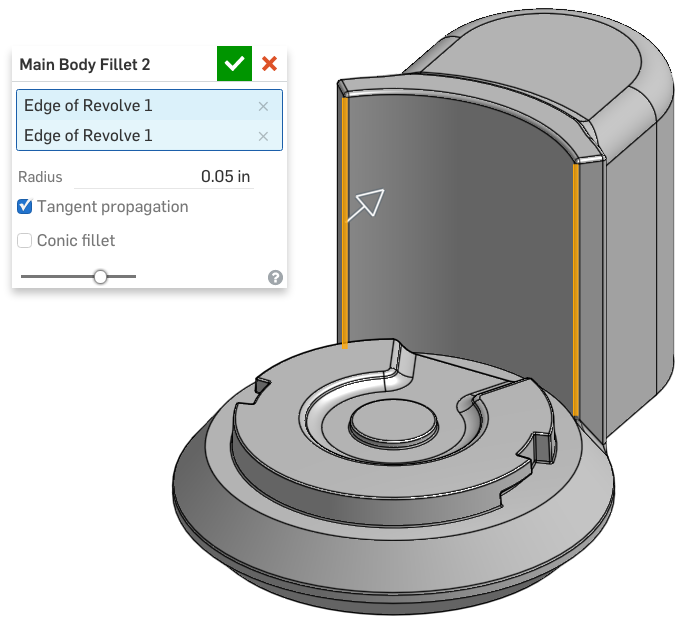 Main Body Fillet 2
Edge of Revolve 1
Edge of Revolve 1
Radius 0.05 in
Tangent propagation
Conic fillet
?